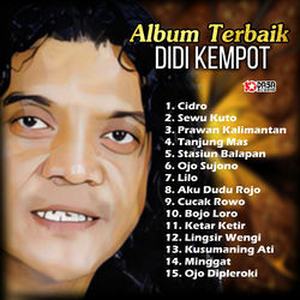 Album Terbaik
DIDI KEMPOT
1. Cidro
2. Sewu Kuto
3. Prawan Kalimantan
4. Tanjung Mas
5. Stasiun Balapan
6. Ojo Sujono
7. Lilo
8. Aku Dudu Rojo
9. Cucak Rowo
10. Bojo Loro
11. Ketar Ketir
12. Lingsir Wengi
13. Kusumaning Ati
14. Minggat
15. Ojo Dipleroki